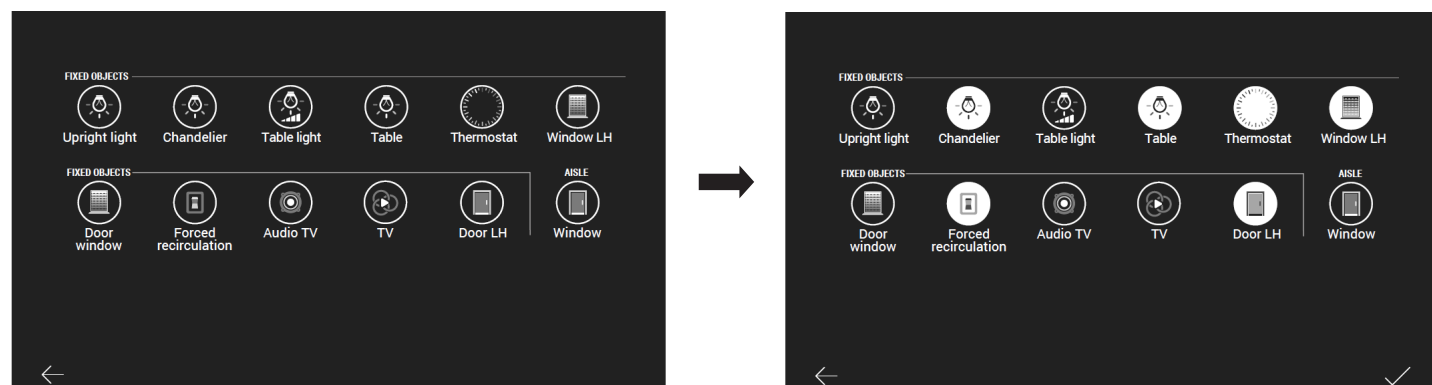 FIXED OBJECTS
Upright light
Chandelier
Table light
Table
Thermostat
Window LH
FIXED OBJECTS
AISLE
Door
window
Forced
recirculation
Audio TV
TV
Door LH
Window
FIXED OBJECTS
Upright light
Chandelier
Table light
Table
Thermostat
Window LH
FIXED OBJECTS
AISLE
Door
window
Forced
recirculation
Audio TV
TV
Door LH
Window